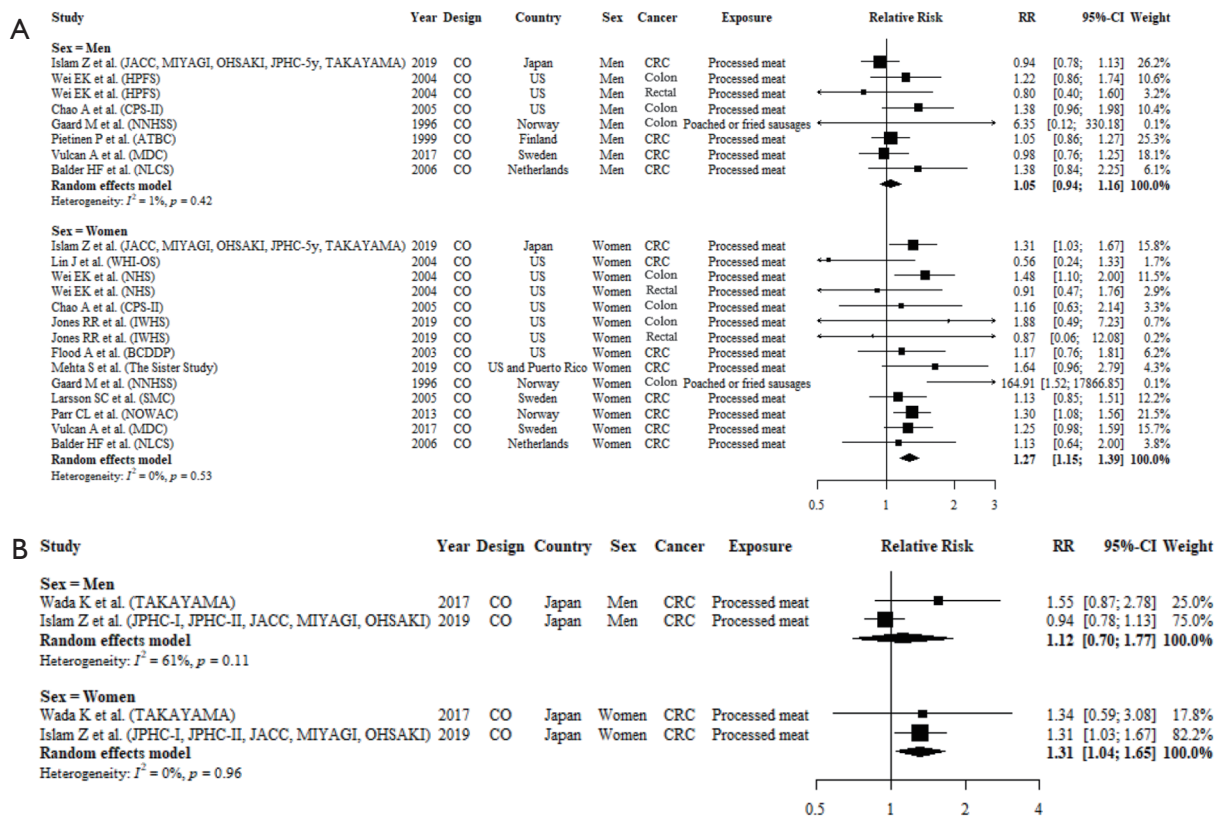 A
Study Year Design Country Sex Cancer Exposure Relative Risk RR 95%-CI Weight
Sex = Men
Islam Z et al. (JACC, MIYAGI, OHSAKI, JPHC-5y, TAKAYAMA) 2019 CO Japan Men CRC Processed meat 0.94 [0.78; 1.13] 26.2%
Wei EK et al. (HPFS) 2004 CO US Men Colon Processed meat 1.22 [0.86; 1.74] 10.6%
Wei EK et al. (HPFS) 2004 CO US Men Rectal Processed meat 0.80 [0.40; 1.60] 3.2%
Chao A et al. (CPS-II) 2005 CO US Men Colon Processed meat 1.38 [0.96; 1.98] 10.4%
Gaard M et al. (NNHSS) 1996 CO Norway Men Colon Poached or fried sausages 6.35 [0.12; 330.18] 0.1%
Pietinen P et al. (ATBC) 1999 CO Finland Men CRC Processed meat 1.05 [0.86; 1.27] 25.3%
Vulcan A et al. (MDC) 2017 CO Sweden Men CRC Processed meat 0.98 [0.76; 1.25] 18.1%
Balder HF et al. (NLCS) 2006 CO Netherlands Men CRC Processed meat 1.38 [0.84; 2.25] 6.1%
Random effects model 1.05 [0.94; 1.16] 100.0%
Heterogeneity: I² = 1%, p = 0.42
Sex = Women
Islam Z et al. (JACC, MIYAGI, OHSAKI, JPHC-5y, TAKAYAMA) 2019 CO Japan Women CRC Processed meat 1.31 [1.03; 1.67] 15.8%
Lin J et al. (WHI-OS) 2004 CO US Women CRC Processed meat 0.56 [0.24; 1.33] 1.7%
Wei EK et al. (NHS) 2004 CO US Women Colon Processed meat 1.48 [1.10; 2.00] 11.5%
Wei EK et al. (NHS) 2004 CO US Women Rectal Processed meat 0.91 [0.47; 1.76] 2.9%
Chao A et al. (CPS-II) 2005 CO US Women Colon Processed meat 1.16 [0.63; 2.14] 3.3%
Jones RR et al. (IWHS) 2019 CO US Women Colon Processed meat 1.88 [0.49; 7.23] 0.7%
Jones RR et al. (IWHS) 2019 CO US Women Rectal Processed meat 0.87 [0.06; 12.08] 0.2%
Flood A et al. (BCDDP) 2003 CO US Women CRC Processed meat 1.17 [0.76; 1.81] 6.2%
Mehta S et al. (The Sister Study) 2019 CO US and Puerto Rico Women CRC Processed meat 1.64 [0.96; 2.79] 4.3%
Gaard M et al. (NNHSS) 1996 CO Norway Women Colon Poached or fried sausages 164.91 [1.52; 17866.85] 0.1%
Larsson SC et al. (SMC) 2005 CO Sweden Women CRC Processed meat 1.13 [0.85; 1.51] 12.2%
Parr CL et al. (NOWAC) 2013 CO Norway Women CRC Processed meat 1.30 [1.08; 1.56] 21.5%
Vulcan A et al. (MDC) 2017 CO Sweden Women CRC Processed meat 1.25 [0.98; 1.59] 15.7%
Balder HF et al. (NLCS) 2006 CO Netherlands Women CRC Processed meat 1.13 [0.64; 2.00] 3.8%
Random effects model 1.27 [1.15; 1.39] 100.0%
Heterogeneity: I² = 0%, p = 0.53
0.5 1 2 3
B
Study Year Design Country Sex Cancer Exposure Relative Risk RR 95%-CI Weight
Sex = Men
Wada K et al. (TAKAYAMA) 2017 CO Japan Men CRC Processed meat 1.55 [0.87; 2.78] 25.0%
Islam Z et al. (JPHC-I, JPHC-II, JACC, MIYAGI, OHSAKI) 2019 CO Japan Men CRC Processed meat 0.94 [0.78; 1.13] 75.0%
Random effects model 1.12 [0.70; 1.77] 100.0%
Heterogeneity: I² = 61%, p = 0.11
Sex = Women
Wada K et al. (TAKAYAMA) 2017 CO Japan Women CRC Processed meat 1.34 [0.59; 3.08] 17.8%
Islam Z et al. (JPHC-I, JPHC-II, JACC, MIYAGI, OHSAKI) 2019 CO Japan Women CRC Processed meat 1.31 [1.03; 1.67] 82.2%
Random effects model 1.31 [1.04; 1.65] 100.0%
Heterogeneity: I² = 0%, p = 0.96
0.5 1 2 4